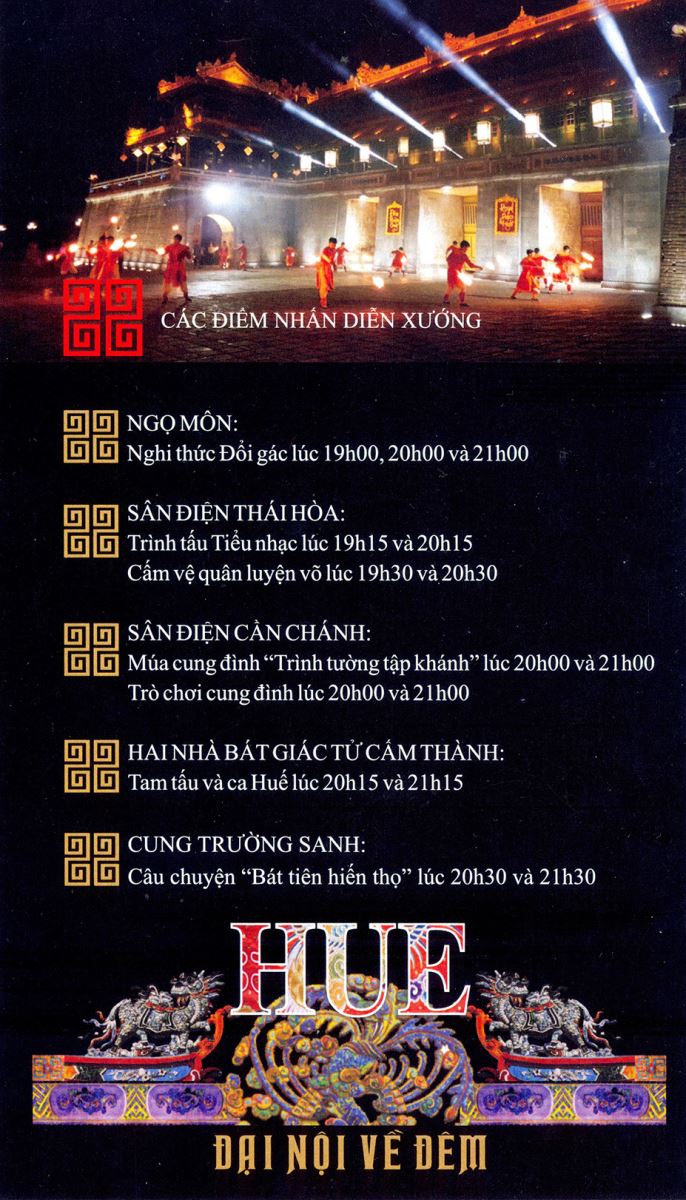 CÁC ĐIỂM NHẤN DIỄN XƯỚNG
NGỌ MÔN:
Nghi thức Đổi gác lúc 19h00, 20h00 và 21h00
SÂN ĐIỆN THÁI HÒA:
Trình tấu Tiểu nhạc lúc 19h15 và 20h15
Cấm vệ quân luyện võ lúc 19h30 và 20h30
SÂN ĐIỆN CẦN CHÁNH:
Múa cung đình “Trình tường tập khánh” lúc 20h00 và 21h00
Trò chơi cung đình lúc 20h00 và 21h00
HAI NHÀ BÁT GIÁC TỬ CẤM THÀNH:
Tam tấu và ca Huế lúc 20h15 và 21h15
CUNG TRƯỜNG SANH:
Câu chuyện “Bát tiên hiến thọ” lúc 20h30 và 21h30
HUE
ĐẠI NỘI VỀ ĐÊM